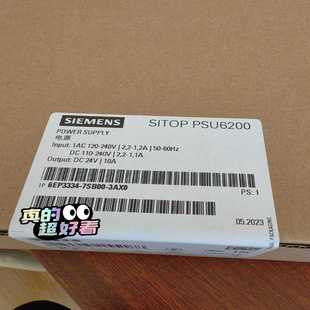 SIEMENS
SITOP PSU6200
POWER SUPPLY
电源
Input: 1AC 120-240V | 2,2-1,2A | 50-60Hz
DC 110-240V | 2,2-1,1A
Output: DC 24V | 10A
1P 6EP3334-7SB00-3AX0
PS: 1
真的
超好看
05.2023